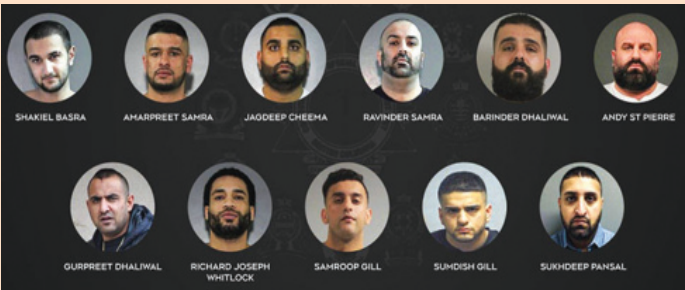 SHAKIEL BASRA
AMARPREET SAMRA
JAGDEEP CHEEMA
RAVINDER SAMRA
BARINDER DHALIWAL
ANDY ST PIERRE
GURPREET DHALIWAL
RICHARD JOSEPH
WHITLOCK
SAMROOP GILL
SUMDISH GILL
SUKHDEEP PANSAL